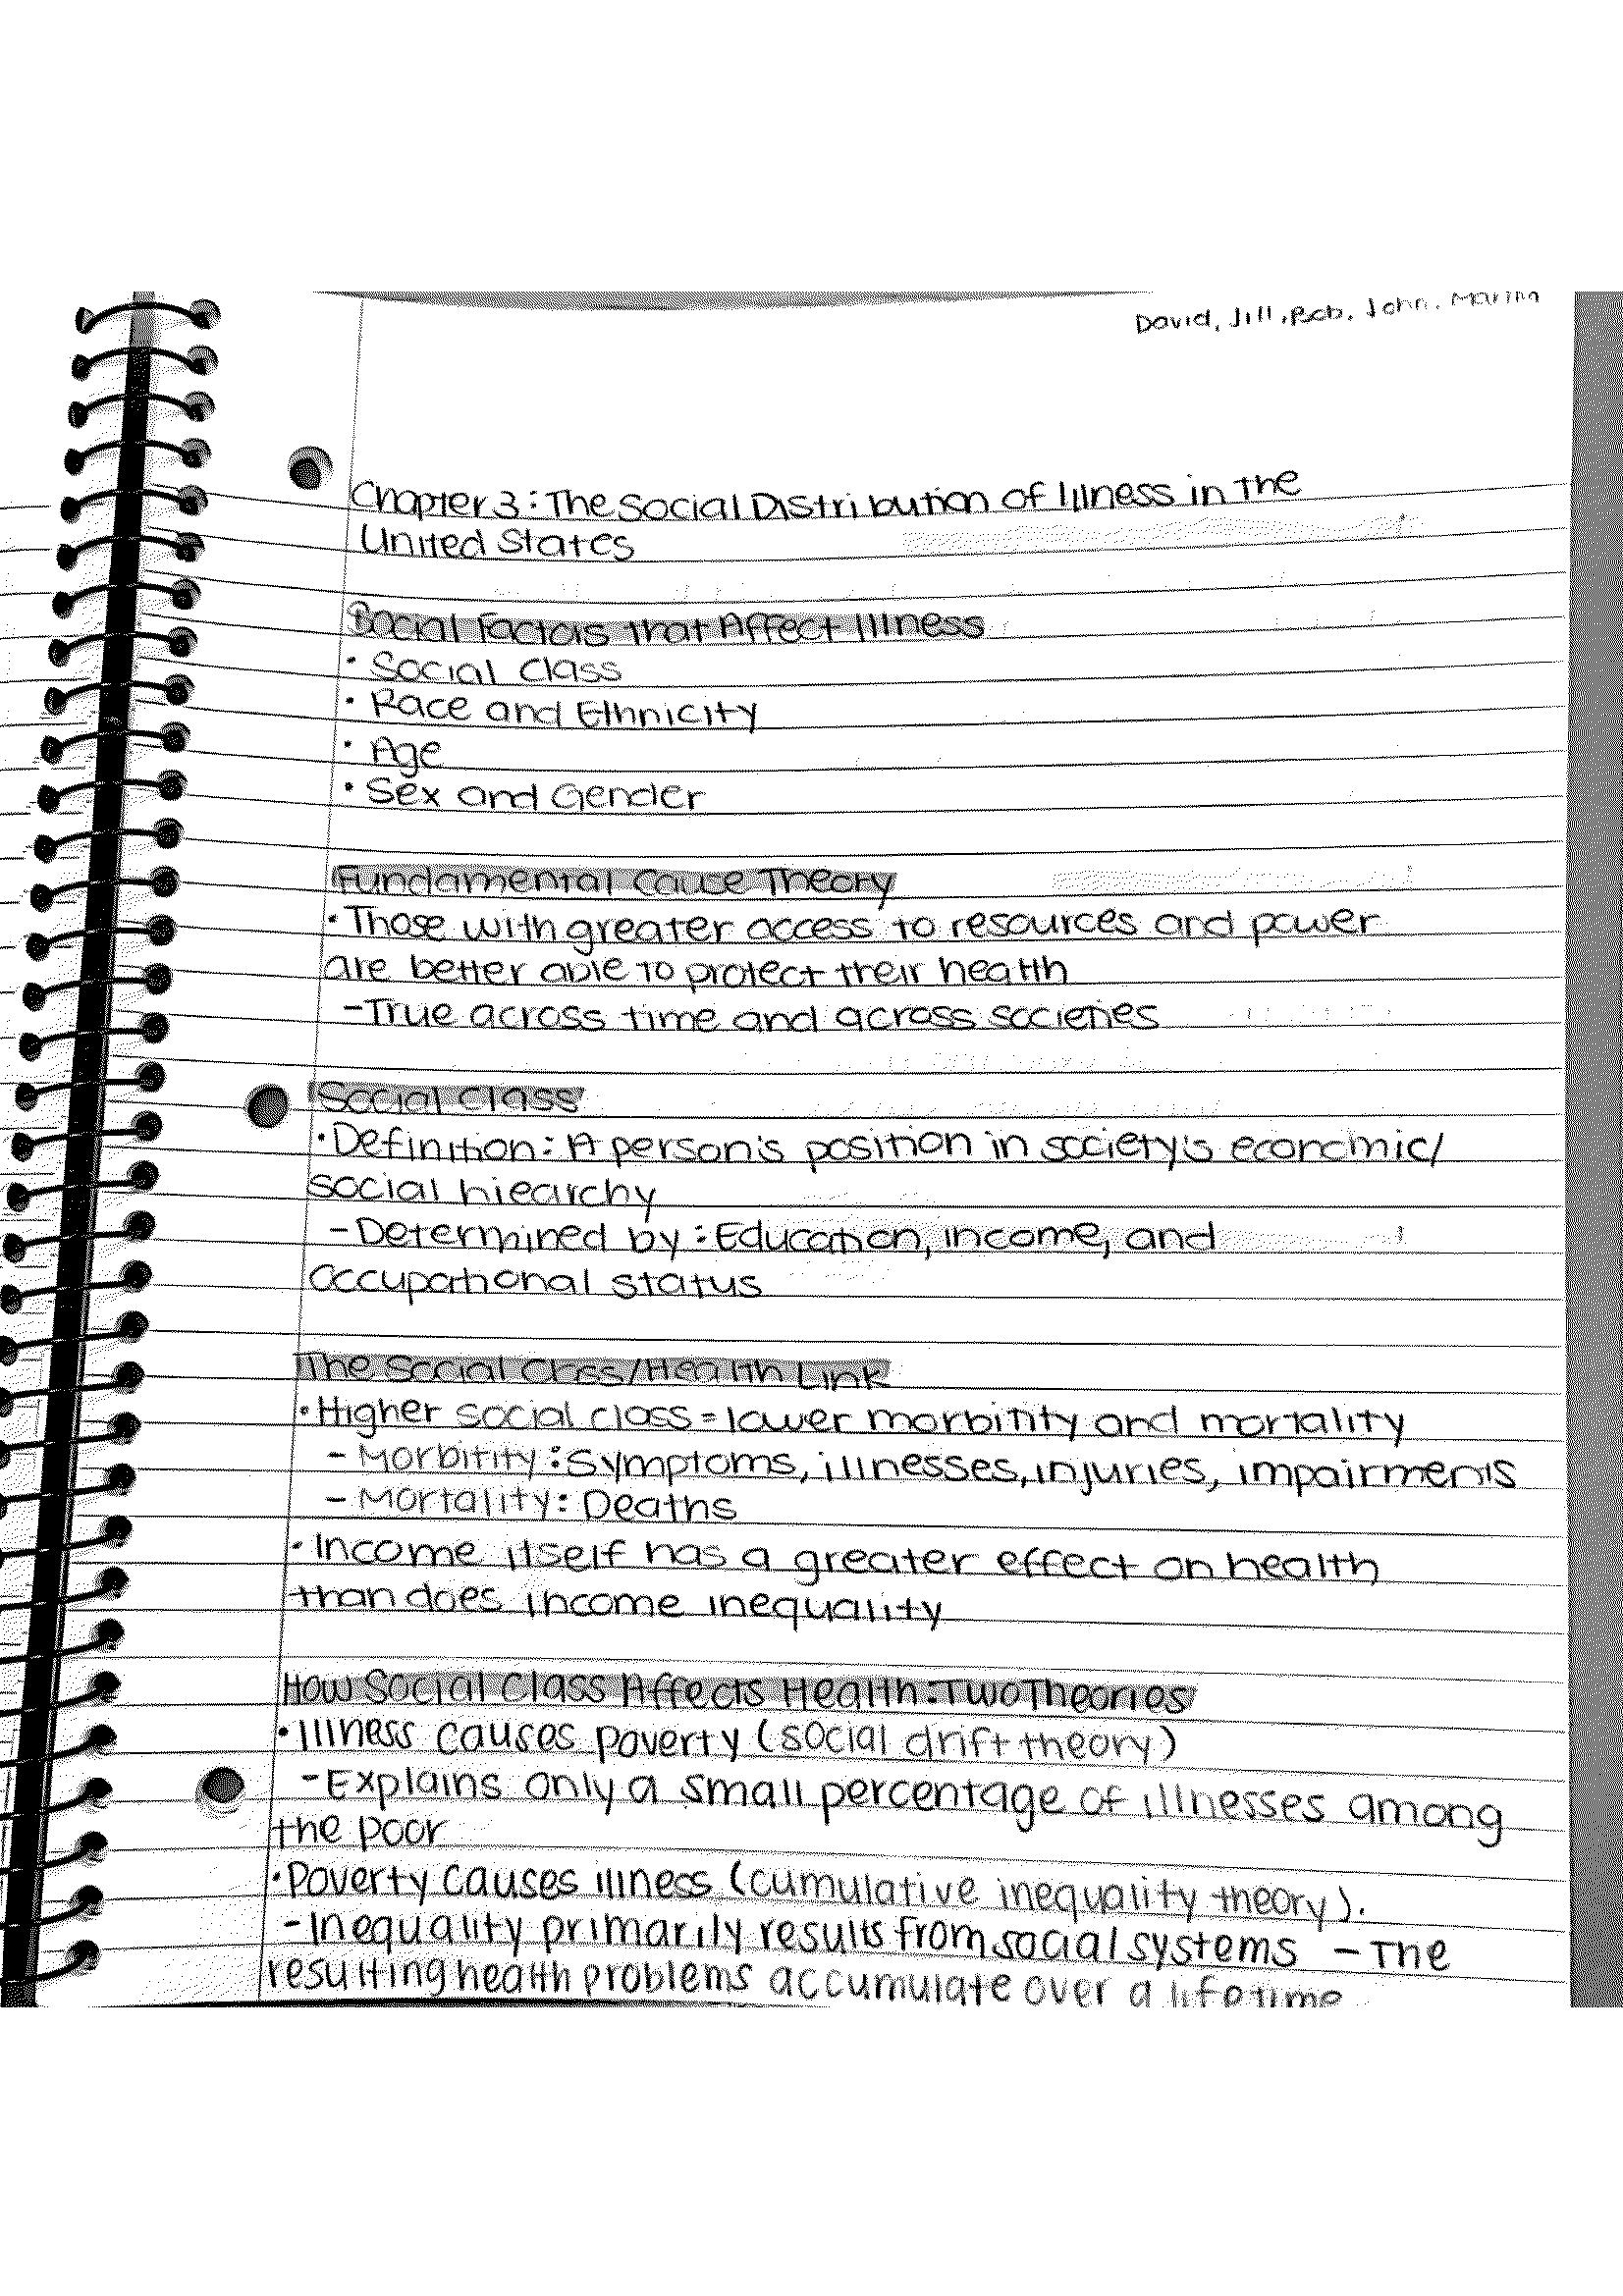 David, Jill, Rob, John, Martin
Chapter 3: The Social Distribution of Illness in the
United States
Social Factors that Affect Illness
• Social Class
• Race and Ethnicity
• Age
• Sex and Gender
Fundamental Cause Theory
• Those with greater access to resources and power
are better able to protect their health
- True across time and across societies
Social Class
• Definition: A person's position in society's economic/
social hiearchy
- Determined by: Education, income, and
Occupational status
The Social Class/Health Link
• Higher social class = lower morbitity and mortality
- Morbitity: Symptoms, illnesses, injuries, impairments
- Mortality: Deaths
• Income itself has a greater effect on health
than does income inequality
How Social Class Affects Health: Two Theories
• Illness causes poverty (social drift theory)
- Explains only a small percentage of illnesses among
the poor
• Poverty causes illness (cumulative inequality theory).
- Inequality primarily results from social systems - The
resulting health problems accumulate over a lifetime